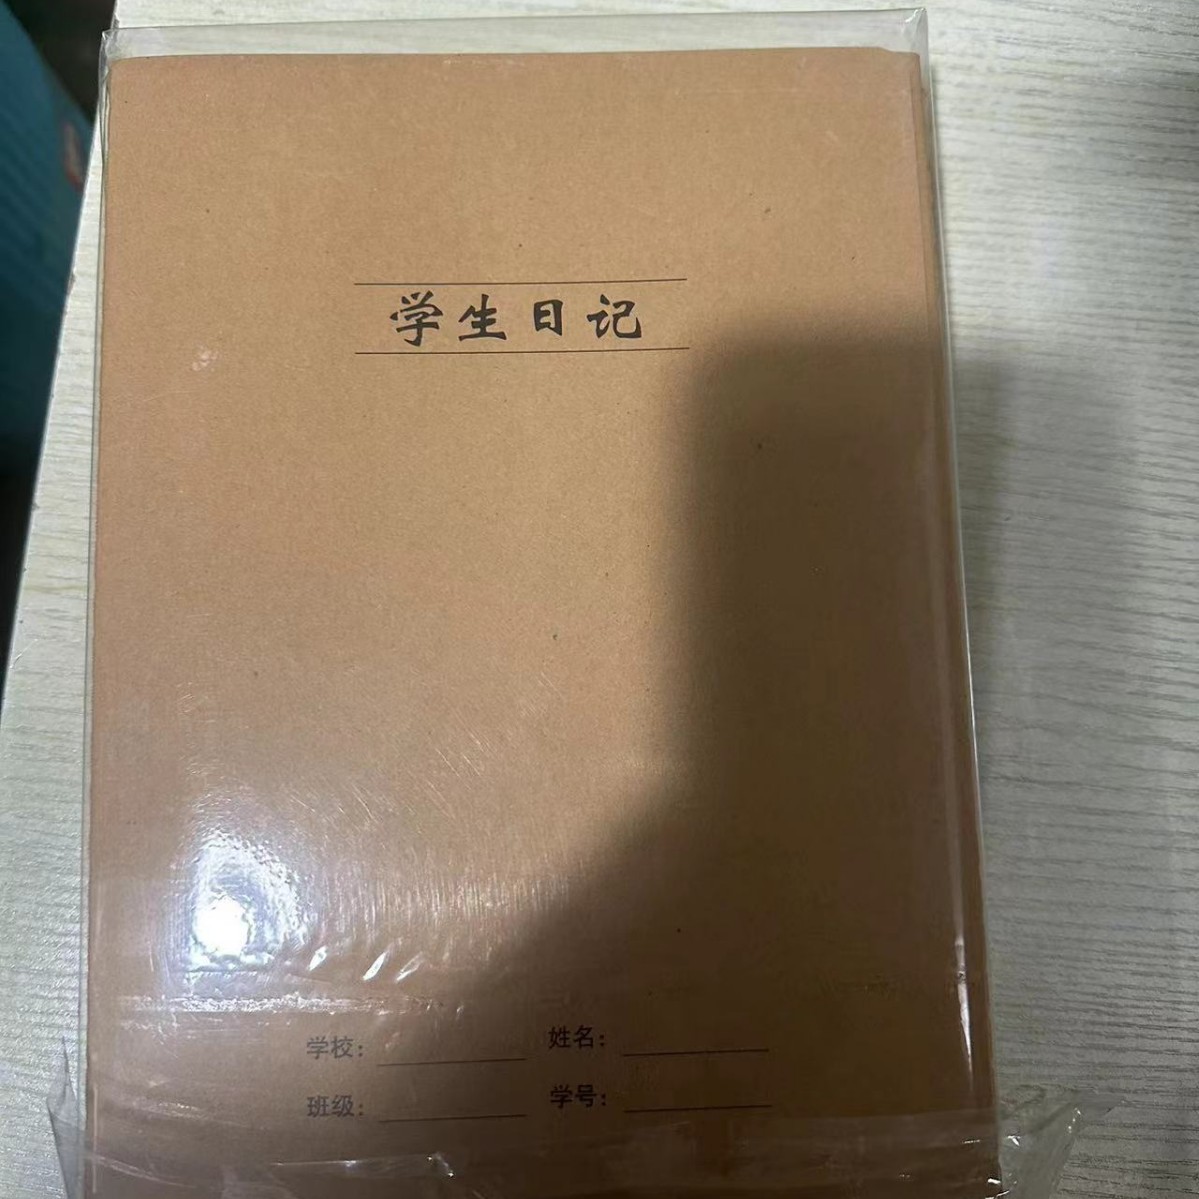 学生日记
学校： 姓名：
班级： 学号：